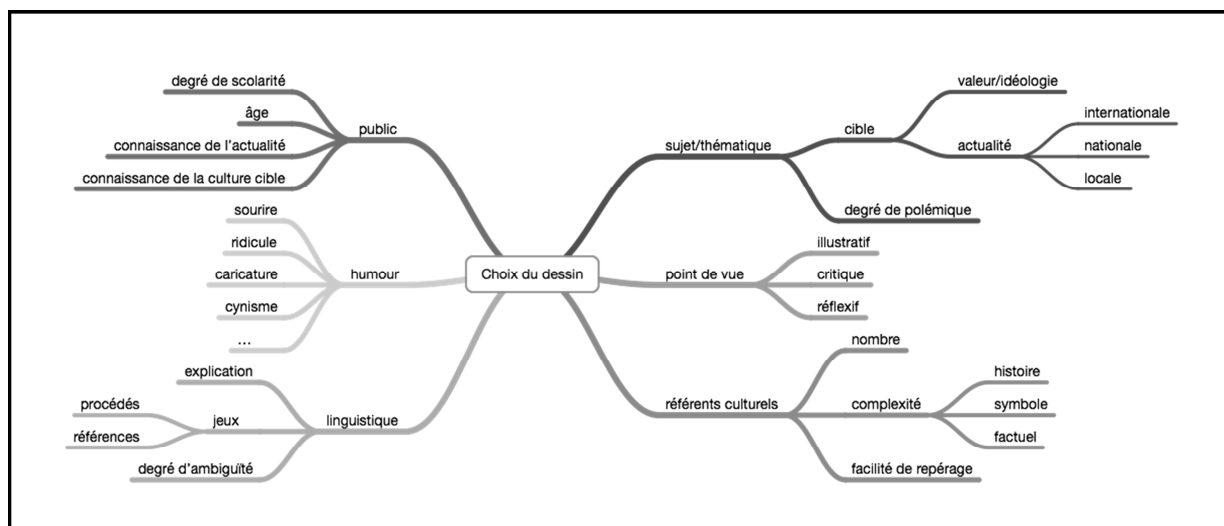 Choix du dessin
public
degré de scolarité
âge
connaissance de l'actualité
connaissance de la culture cible
humour
sourire
ridicule
caricature
cynisme
...
linguistique
explication
jeux
procédés
références
degré d'ambiguïté
sujet/thématique
cible
valeur/idéologie
actualité
internationale
nationale
locale
degré de polémique
point de vue
illustratif
critique
réflexif
référents culturels
nombre
complexité
histoire
symbole
factuel
facilité de repérage